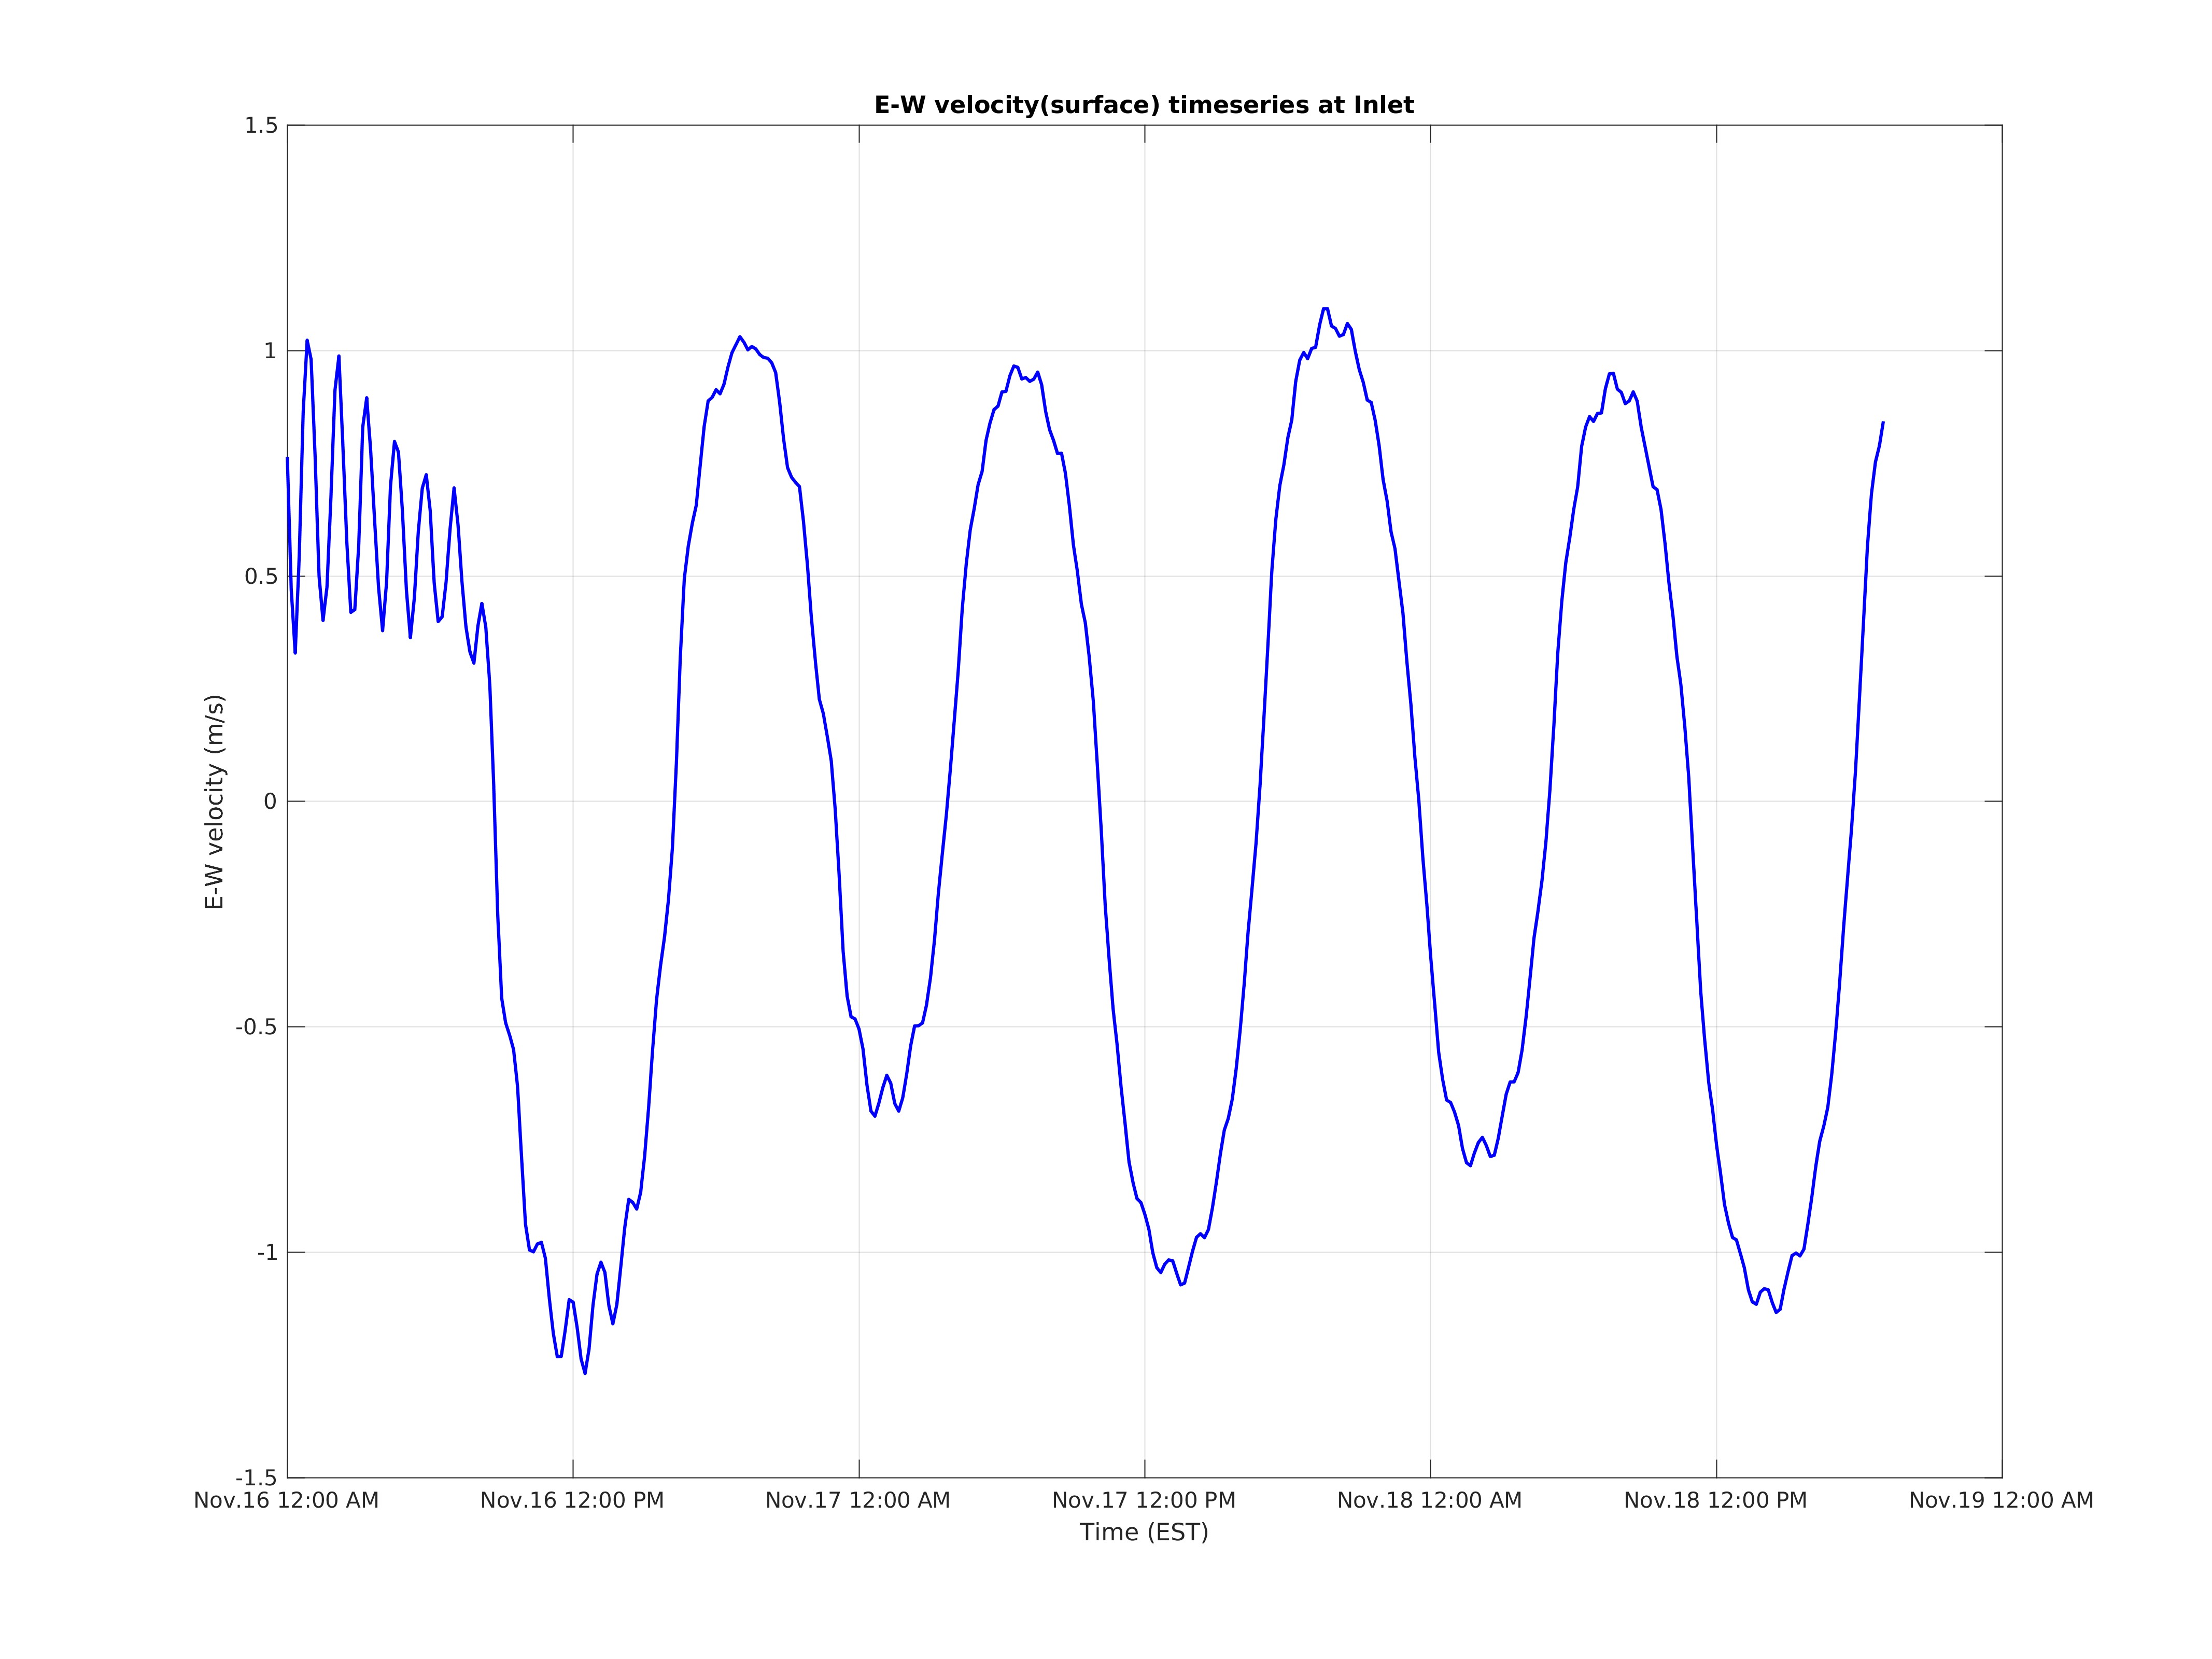 E-W velocity(surface) timeseries at Inlet
1.5
1
0.5
0
-0.5
-1
-1.5
E-W velocity (m/s)
Nov.16 12:00 AM Nov.16 12:00 PM Nov.17 12:00 AM Nov.17 12:00 PM Nov.18 12:00 AM Nov.18 12:00 PM Nov.19 12:00 AM
Time (EST)